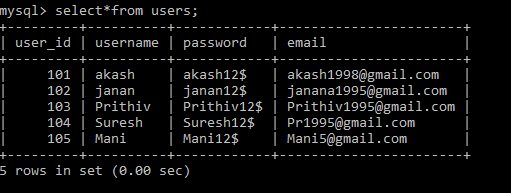 mysql> select*from users;
+---------+----------+------------+-----------------------+
| user_id | username | password   | email                 |
+---------+----------+------------+-----------------------+
|     101 | akash    | akash12$   | akash1998@gmail.com   |
|     102 | janan    | janan12$   | janana1995@gmail.com  |
|     103 | Prithiv  | Prithiv12$ | Prithiv1995@gmail.com |
|     104 | Suresh   | Suresh12$  | Pr1995@gmail.com      |
|     105 | Mani     | Mani12$    | Mani5@gmail.com       |
+---------+----------+------------+-----------------------+
5 rows in set (0.00 sec)